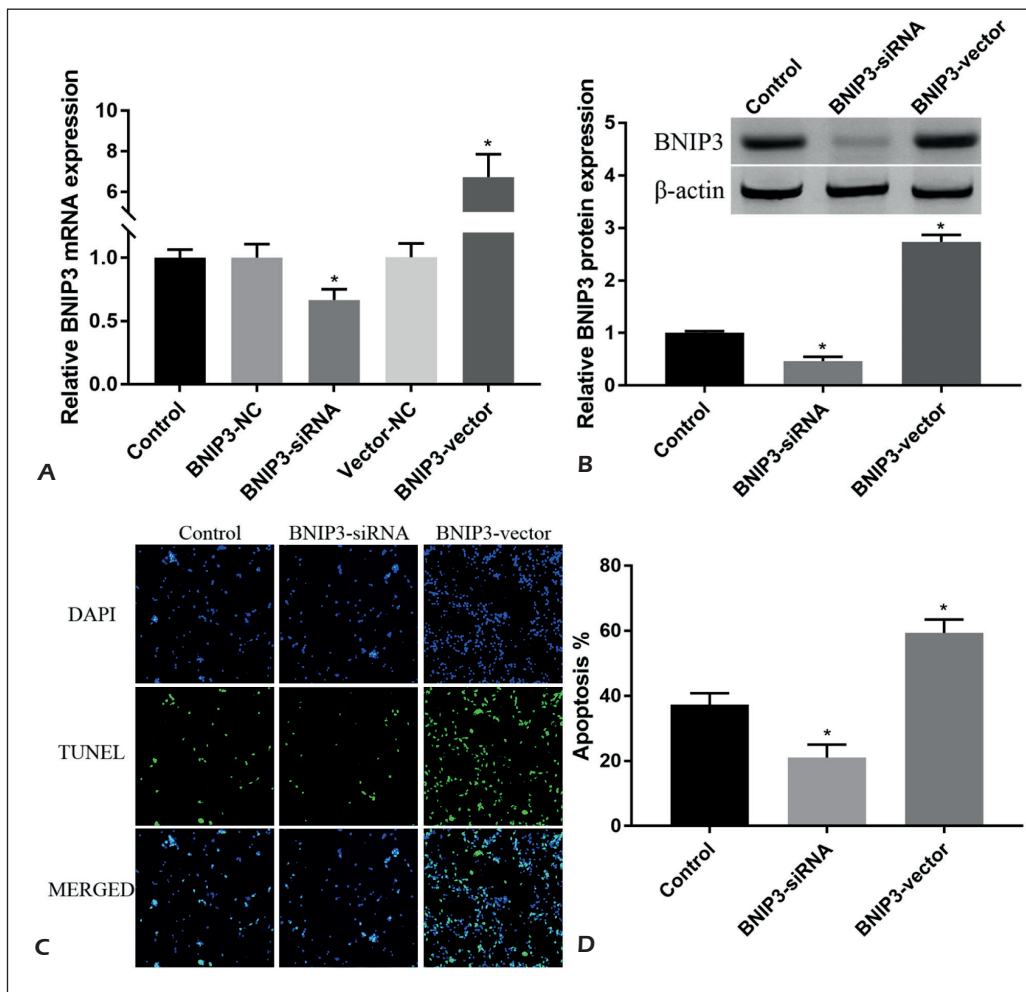 Relative BNIP3 mRNA expression
10
8
6
4
1.0
0.5
0.0
*
*
Control
BNIP3-NC
BNIP3-siRNA
Vector-NC
BNIP3-vector
A
Control
BNIP3-siRNA
BNIP3-vector
BNIP3
β-actin
Relative BNIP3 protein expression
5
4
3
2
1
0
*
*
Control
BNIP3-siRNA
BNIP3-vector
B
Control BNIP3-siRNA BNIP3-vector
DAPI
TUNEL
MERGED
C
Apoptosis %
80
60
40
20
0
*
*
Control
BNIP3-siRNA
BNIP3-vector
D